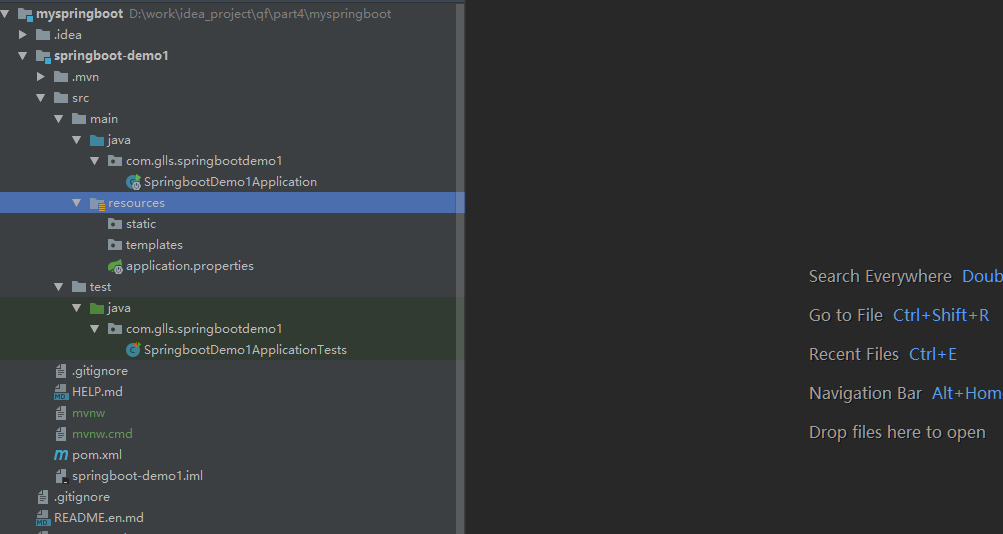 myspringboot D:\work\idea_project\qf\part4\myspringboot
.idea
springboot-demo1
.mvn
src
main
java
com.glls.springbootdemo1
SpringbootDemo1Application
resources
static
templates
application.properties
test
java
com.glls.springbootdemo1
SpringbootDemo1ApplicationTests
.gitignore
HELP.md
mvnw
mvnw.cmd
pom.xml
springboot-demo1.iml
.gitignore
README.en.md
Search Everywhere Doub
Go to File Ctrl+Shift+R
Recent Files Ctrl+E
Navigation Bar Alt+Hom
Drop files here to open